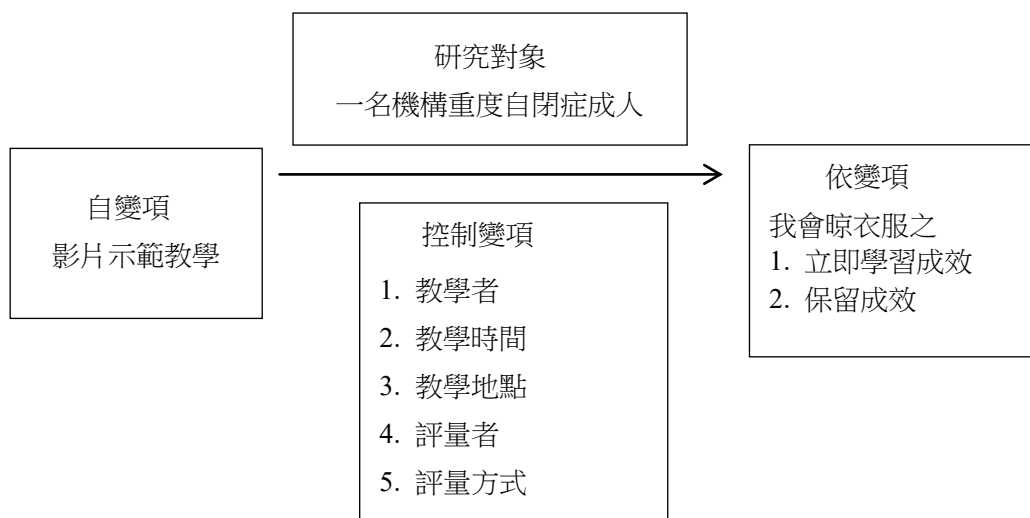 研究對象
一名機構重度自閉症成人
自變項
影片示範教學
控制變項
1. 教學者
2. 教學時間
3. 教學地點
4. 評量者
5. 評量方式
依變項
我會晾衣服之
1. 立即學習成效
2. 保留成效